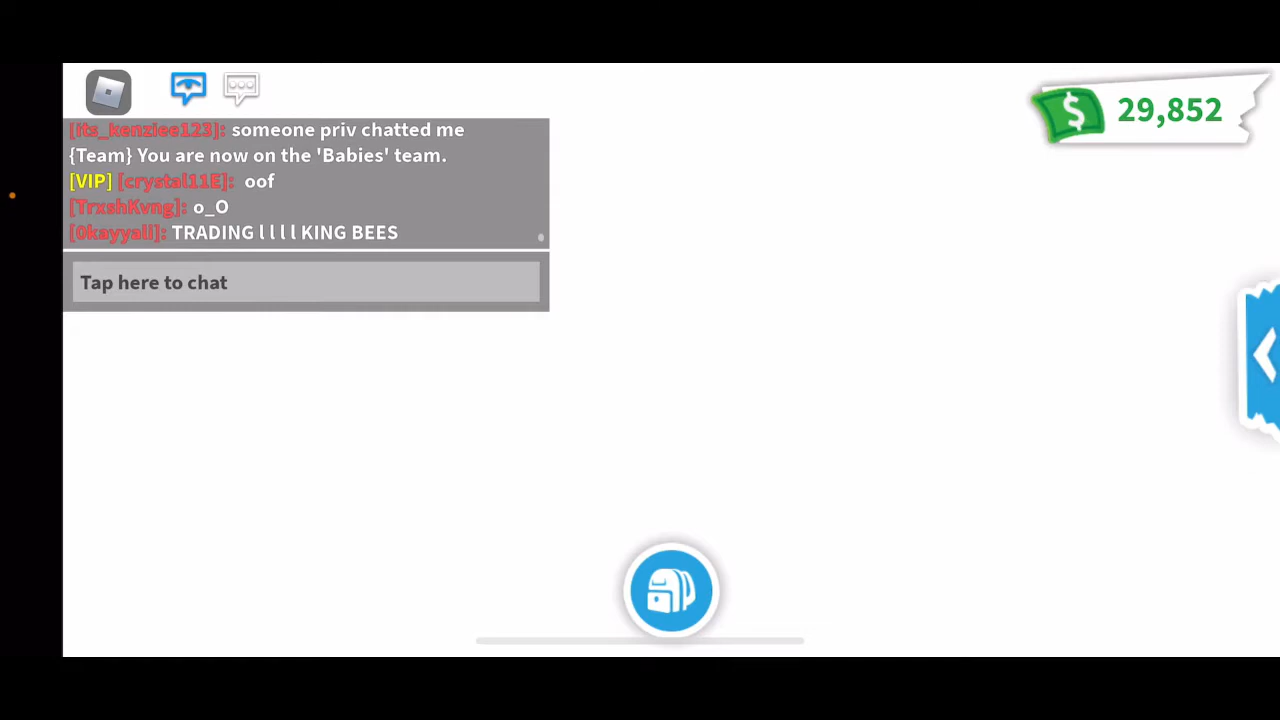 [its_kenziee123]: someone priv chatted me
{Team} You are now on the 'Babies' team.
[VIP] [crystal11E]: oof
[TrxshKvng]: o_O
[0kayyali]: TRADING l l l l KING BEES
Tap here to chat
$ 29,852